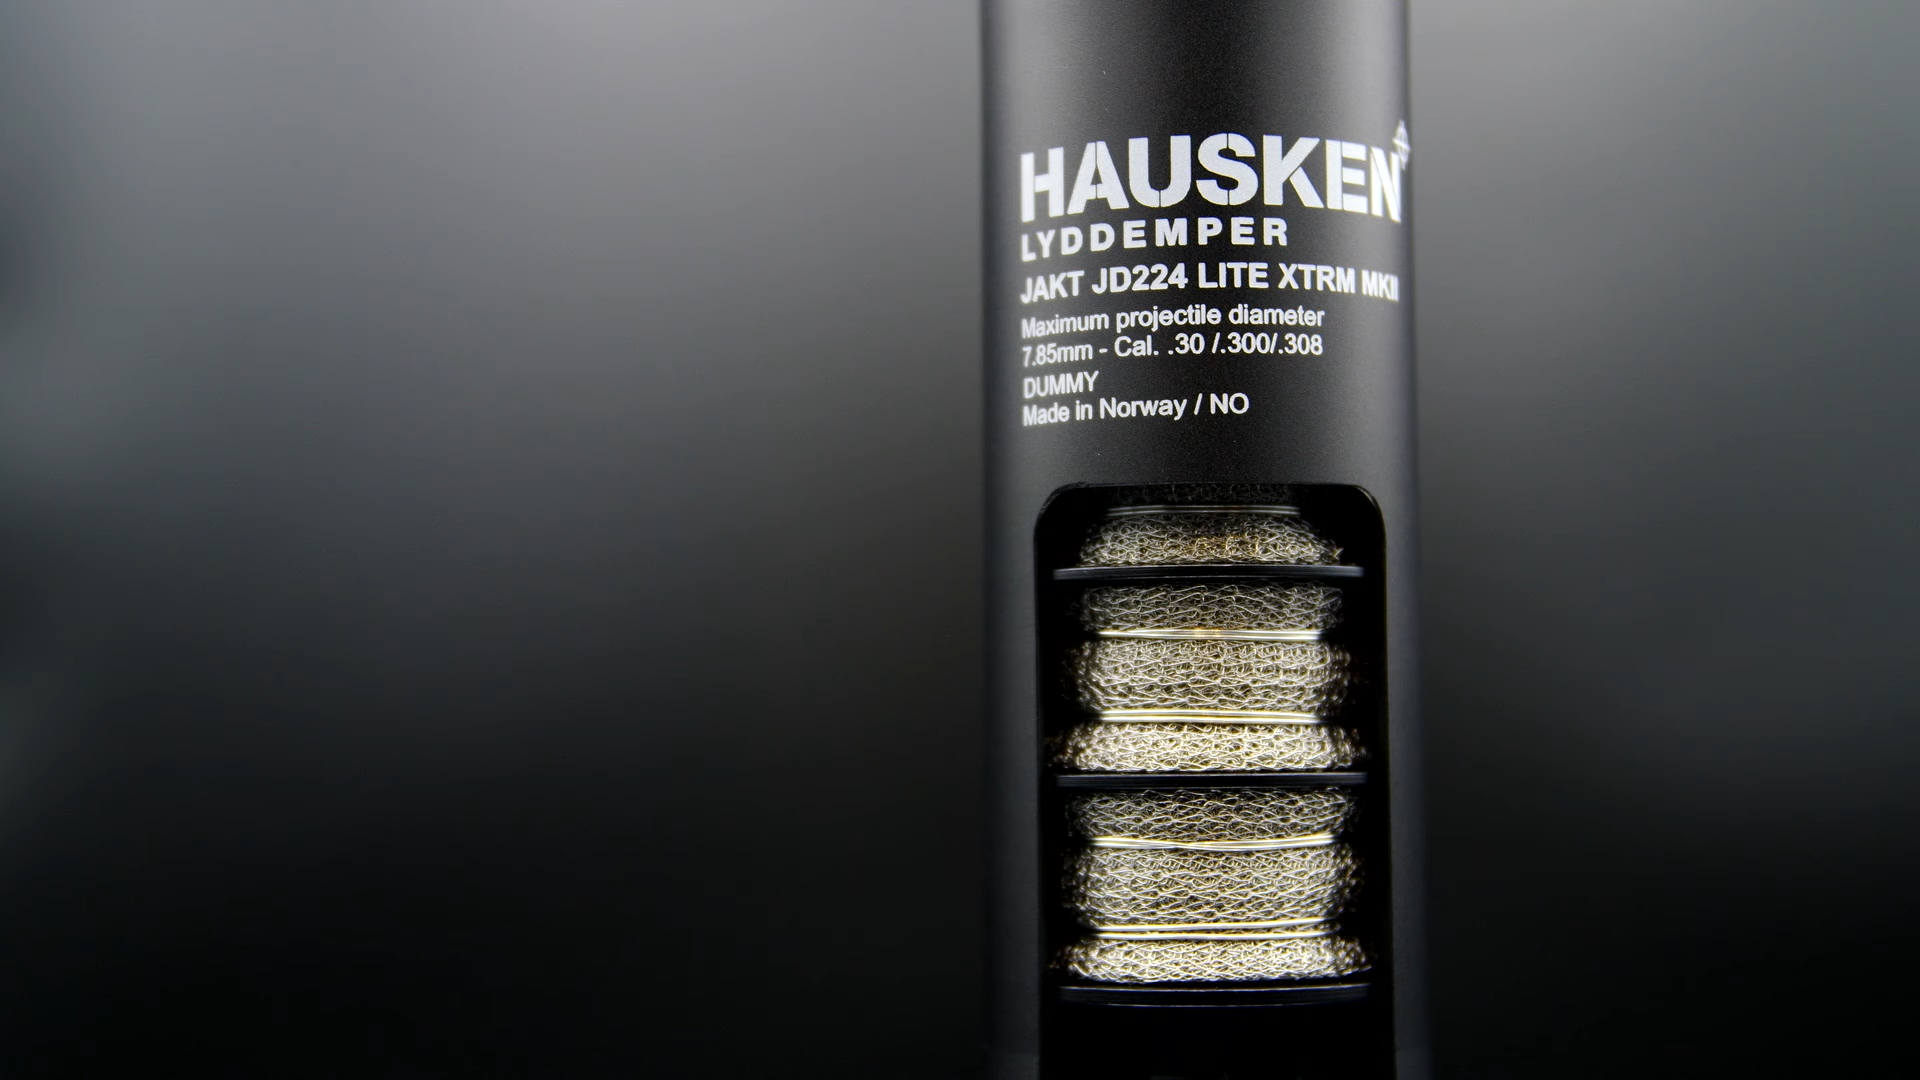 HAUSKEN
LYDDEMPER
JAKT JD224 LITE XTRM MKII
Maximum projectile diameter
7.85mm - Cal. .30 /.300/.308
DUMMY
Made in Norway / NO